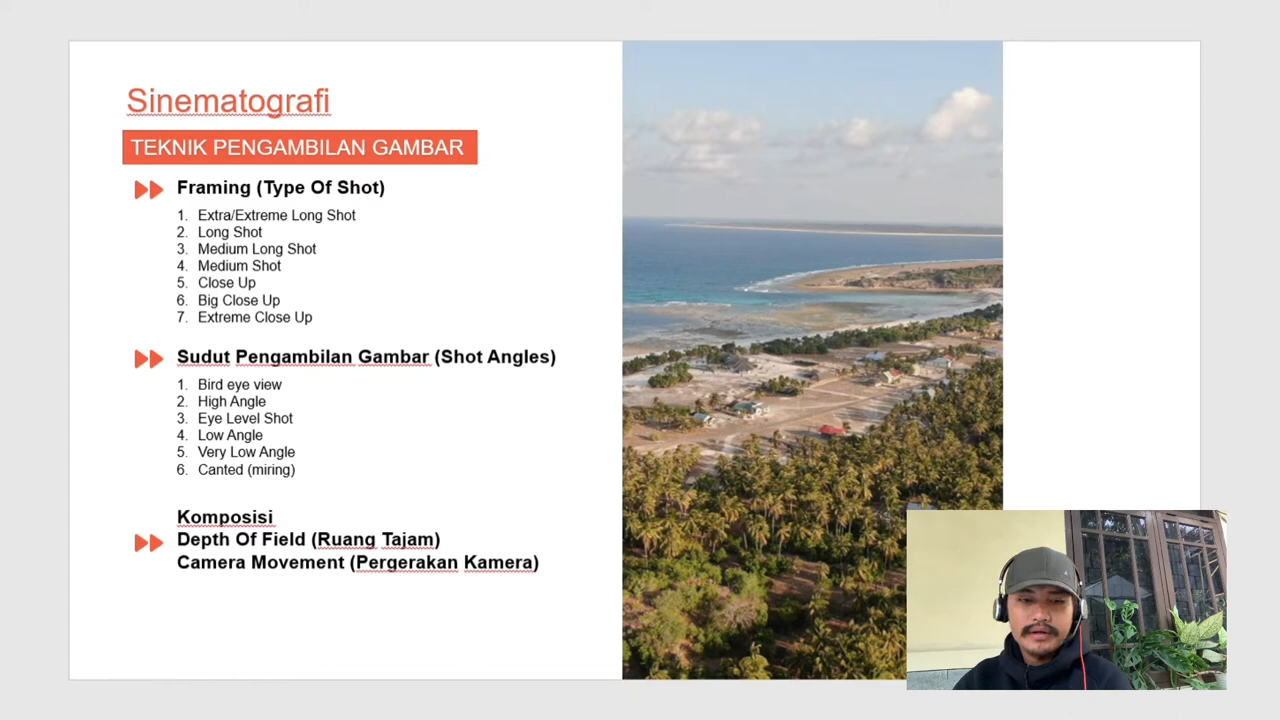 Sinematografi
TEKNIK PENGAMBILAN GAMBAR
Framing (Type Of Shot)
1. Extra/Extreme Long Shot
2. Long Shot
3. Medium Long Shot
4. Medium Shot
5. Close Up
6. Big Close Up
7. Extreme Close Up
Sudut Pengambilan Gambar (Shot Angles)
1. Bird eye view
2. High Angle
3. Eye Level Shot
4. Low Angle
5. Very Low Angle
6. Canted (miring)
Komposisi
Depth Of Field (Ruang Tajam)
Camera Movement (Pergerakan Kamera)